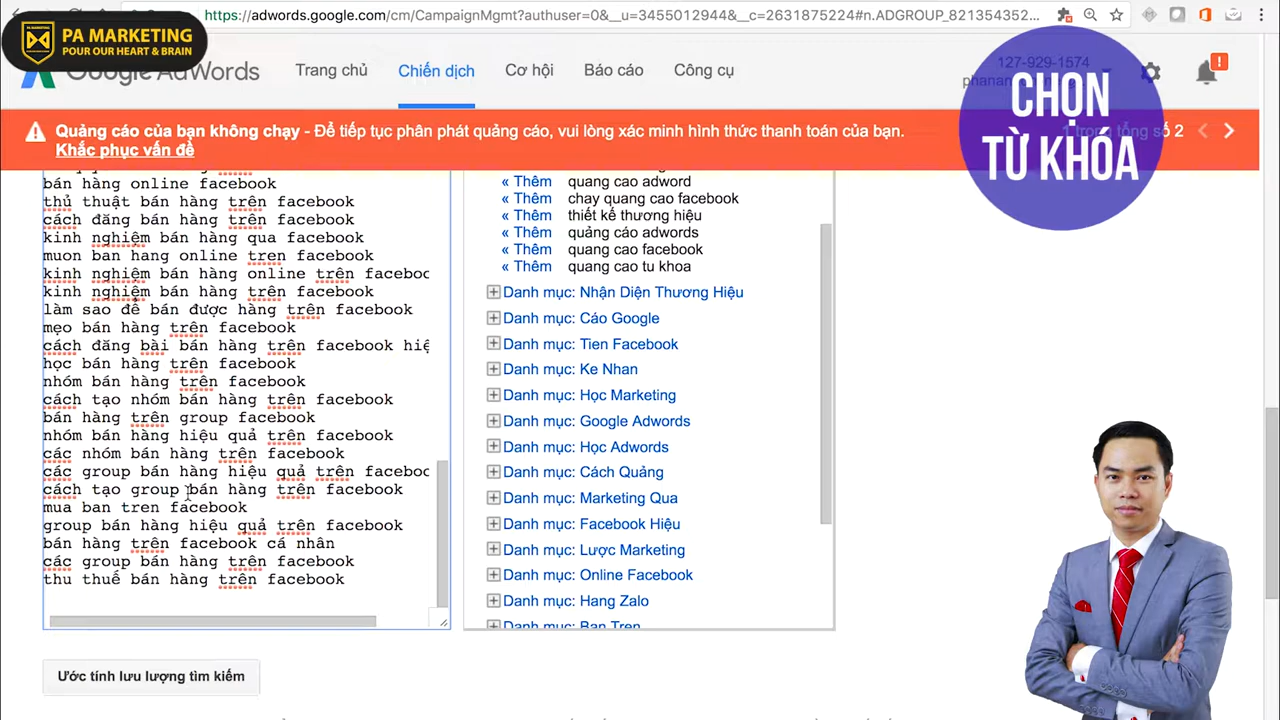 https://adwords.google.com/cm/CampaignMgmt?authuser=0&__u=3455012944&__c=2631875224#n.ADGROUP_821354352...
PA MARKETING
POUR OUR HEART & BRAIN
Google AdWords
Trang chủ
Chiến dịch
Cơ hội
Báo cáo
Công cụ
127-929-1574
!
CHỌN
TỪ KHÓA
Quảng cáo của bạn không chạy - Để tiếp tục phân phát quảng cáo, vui lòng xác minh hình thức thanh toán của bạn.
Khắc phục vấn đề
1 trong tổng số 2
bán hàng online facebook
thủ thuật bán hàng trên facebook
cách đăng bán hàng trên facebook
kinh nghiệm bán hàng qua facebook
muon ban hang online tren facebook
kinh nghiệm bán hàng online trên faceboc
kinh nghiệm bán hàng trên facebook
làm sao để bán được hàng trên facebook
mẹo bán hàng trên facebook
cách đăng bài bán hàng trên facebook hiệ
học bán hàng trên facebook
nhóm bán hàng trên facebook
cách tạo nhóm bán hàng trên facebook
bán hàng trên group facebook
nhóm bán hàng hiệu quả trên facebook
các nhóm bán hàng trên facebook
các group bán hàng hiệu quả trên faceboc
cách tạo group bán hàng trên facebook
mua ban tren facebook
group bán hàng hiệu quả trên facebook
bán hàng trên facebook cá nhân
các group bán hàng trên facebook
thu thuế bán hàng trên facebook
« Thêm quang cao adword
« Thêm chay quang cao facebook
« Thêm thiết kế thương hiệu
« Thêm quảng cáo adwords
« Thêm quang cao facebook
« Thêm quang cao tu khoa
Danh mục: Nhận Diện Thương Hiệu
Danh mục: Cáo Google
Danh mục: Tien Facebook
Danh mục: Ke Nhan
Danh mục: Học Marketing
Danh mục: Google Adwords
Danh mục: Học Adwords
Danh mục: Cách Quảng
Danh mục: Marketing Qua
Danh mục: Facebook Hiệu
Danh mục: Lược Marketing
Danh mục: Online Facebook
Danh mục: Hang Zalo
Danh mục: Ban Tren
Ước tính lưu lượng tìm kiếm